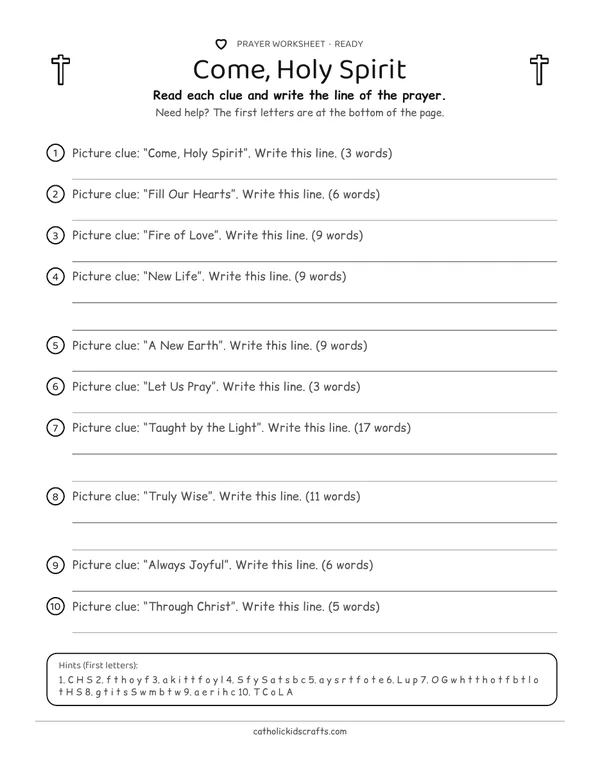 PRAYER WORKSHEET · READY
Come, Holy Spirit
Read each clue and write the line of the prayer.
Need help? The first letters are at the bottom of the page.
1 Picture clue: “Come, Holy Spirit”. Write this line. (3 words)
2 Picture clue: “Fill Our Hearts”. Write this line. (6 words)
3 Picture clue: “Fire of Love”. Write this line. (9 words)
4 Picture clue: “New Life”. Write this line. (9 words)
5 Picture clue: “A New Earth”. Write this line. (9 words)
6 Picture clue: “Let Us Pray”. Write this line. (3 words)
7 Picture clue: “Taught by the Light”. Write this line. (17 words)
8 Picture clue: “Truly Wise”. Write this line. (11 words)
9 Picture clue: “Always Joyful”. Write this line. (6 words)
10 Picture clue: “Through Christ”. Write this line. (5 words)
Hints (first letters):
1. C H S 2. f t h o y f 3. a k i t t f o y l 4. S f y S a t s b c 5. a y s r t f o t e 6. L u p 7. O G w h t t h o t f b t l o
t H S 8. g t i t s S w m b t w 9. a e r i h c 10. T C o L A
catholickidscrafts.com